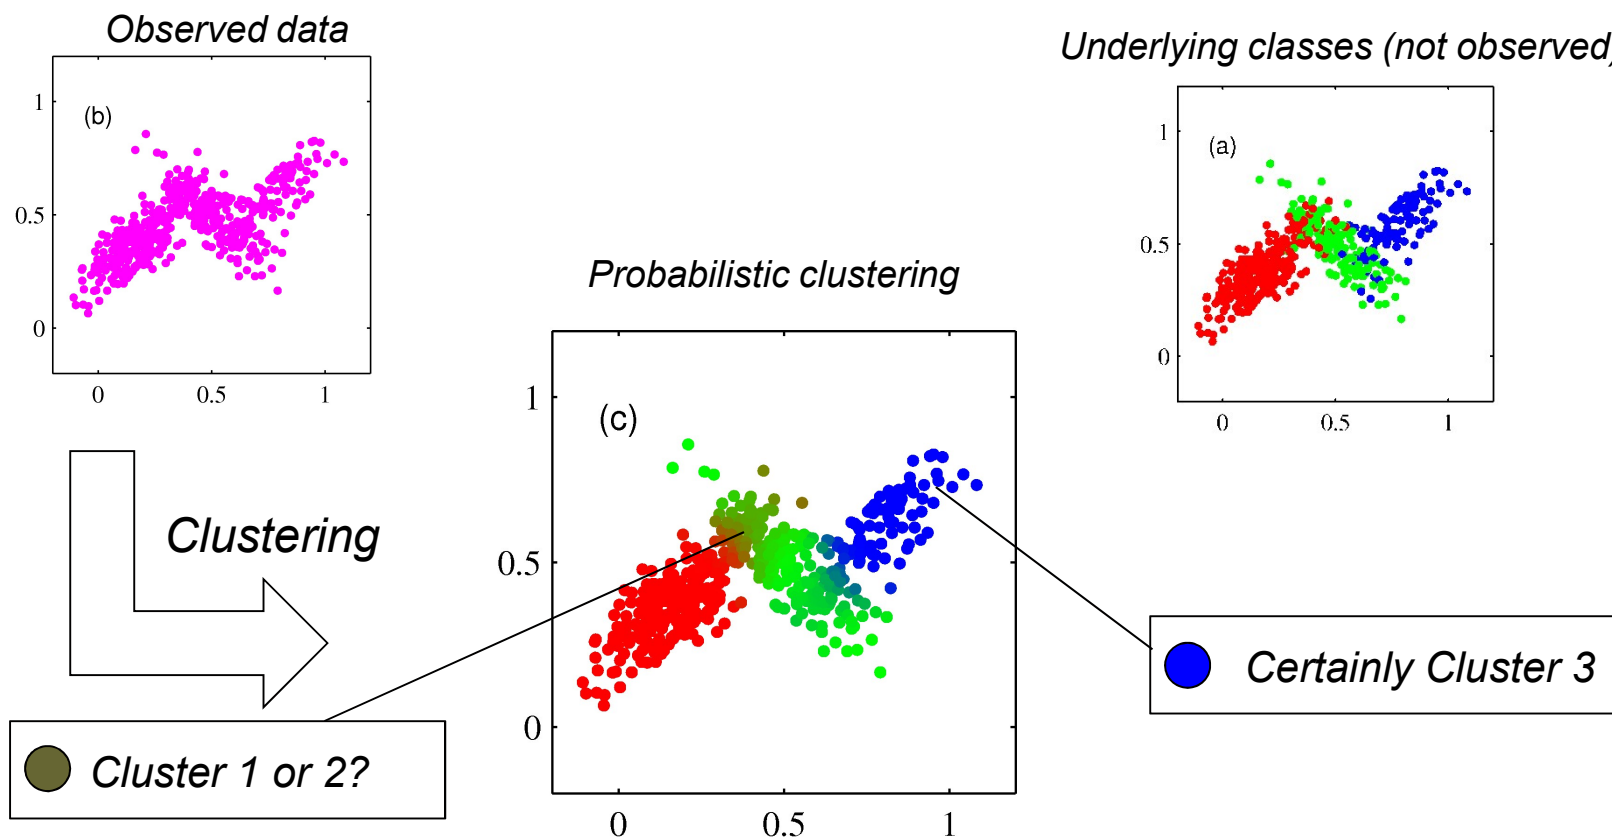 Observed data
Underlying classes (not observed)
1
(b)
0.5
0
0
0.5
1
1
(a)
0.5
0
0
0.5
1
Probabilistic clustering
1
(c)
0.5
0
0
0.5
1
Clustering
Certainly Cluster 3
Cluster 1 or 2?